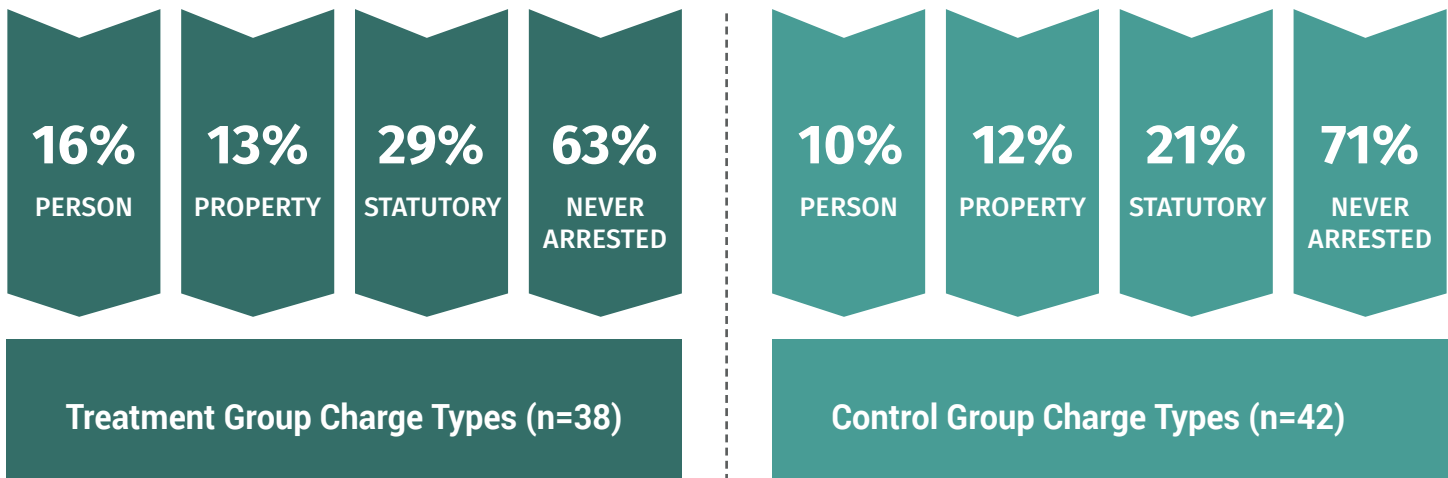 16%
PERSON
13%
PROPERTY
29%
STATUTORY
63%
NEVER
ARRESTED
Treatment Group Charge Types (n=38)
10%
PERSON
12%
PROPERTY
21%
STATUTORY
71%
NEVER
ARRESTED
Control Group Charge Types (n=42)